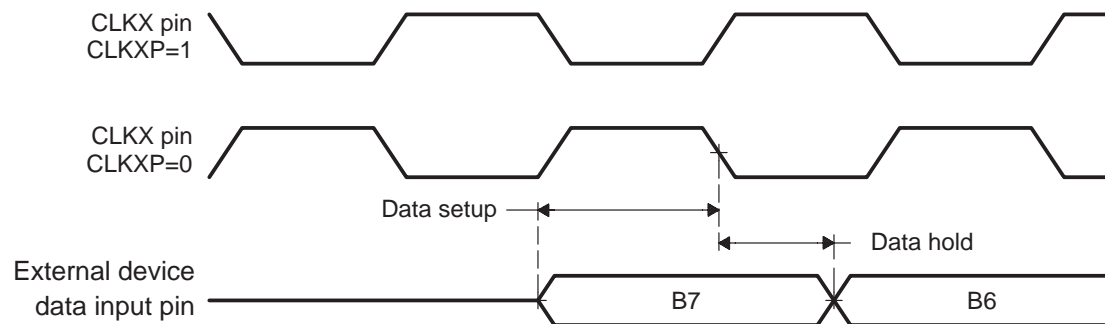 CLKX pin
CLKXP=1
CLKX pin
CLKXP=0
Data setup
Data hold
External device
data input pin
B7
B6